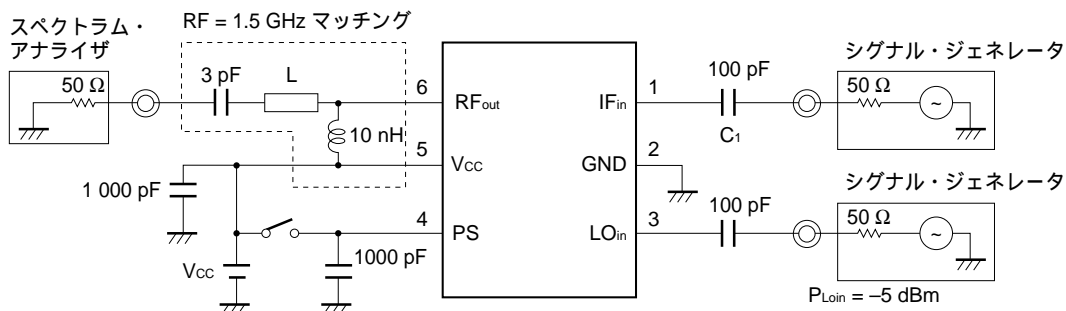 スペクトラム・
アナライザ
50 Ω
RF = 1.5 GHz マッチング
3 pF
L
10 nH
1 000 pF
VCC
1000 pF
6
RFout
5
VCC
4
PS
IFin
1
GND
2
LOin
3
100 pF
C1
シグナル・ジェネレータ
50 Ω
~
100 pF
シグナル・ジェネレータ
50 Ω
~
PLoin = –5 dBm